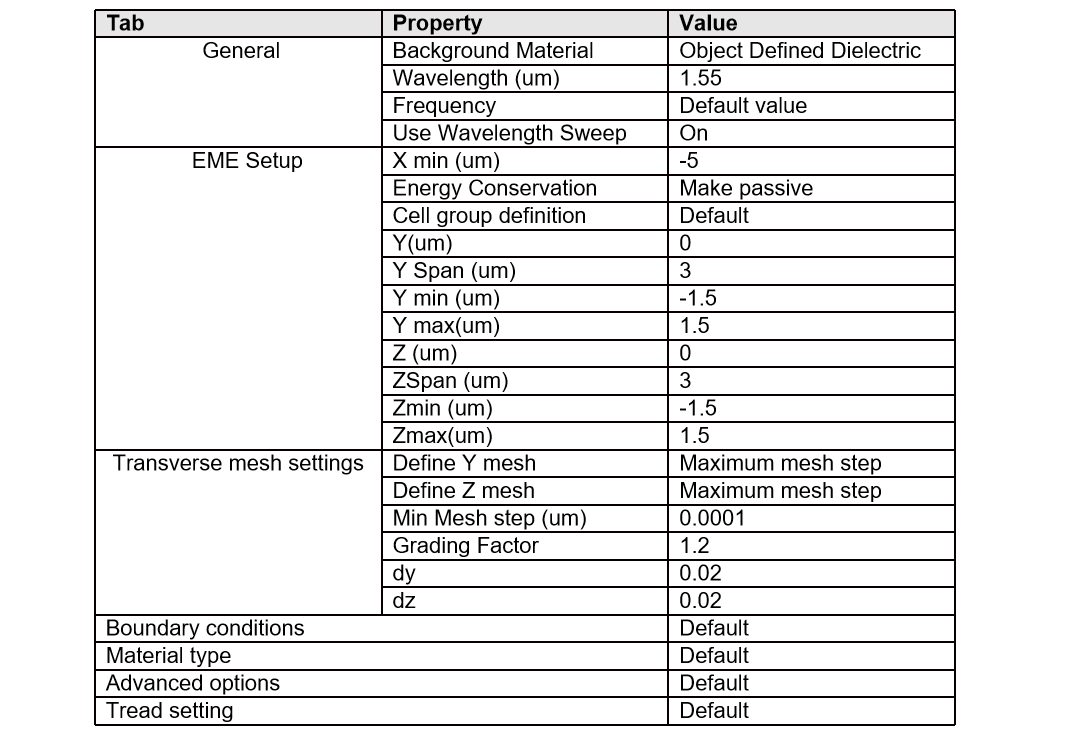 Tab Property Value
General Background Material Object Defined Dielectric
Wavelength (um) 1.55
Frequency Default value
Use Wavelength Sweep On
EME Setup X min (um) -5
Energy Conservation Make passive
Cell group definition Default
Y(um) 0
Y Span (um) 3
Y min (um) -1.5
Y max(um) 1.5
Z (um) 0
ZSpan (um) 3
Zmin (um) -1.5
Zmax(um) 1.5
Transverse mesh settings Define Y mesh Maximum mesh step
Define Z mesh Maximum mesh step
Min Mesh step (um) 0.0001
Grading Factor 1.2
dy 0.02
dz 0.02
Boundary conditions Default
Material type Default
Advanced options Default
Tread setting Default